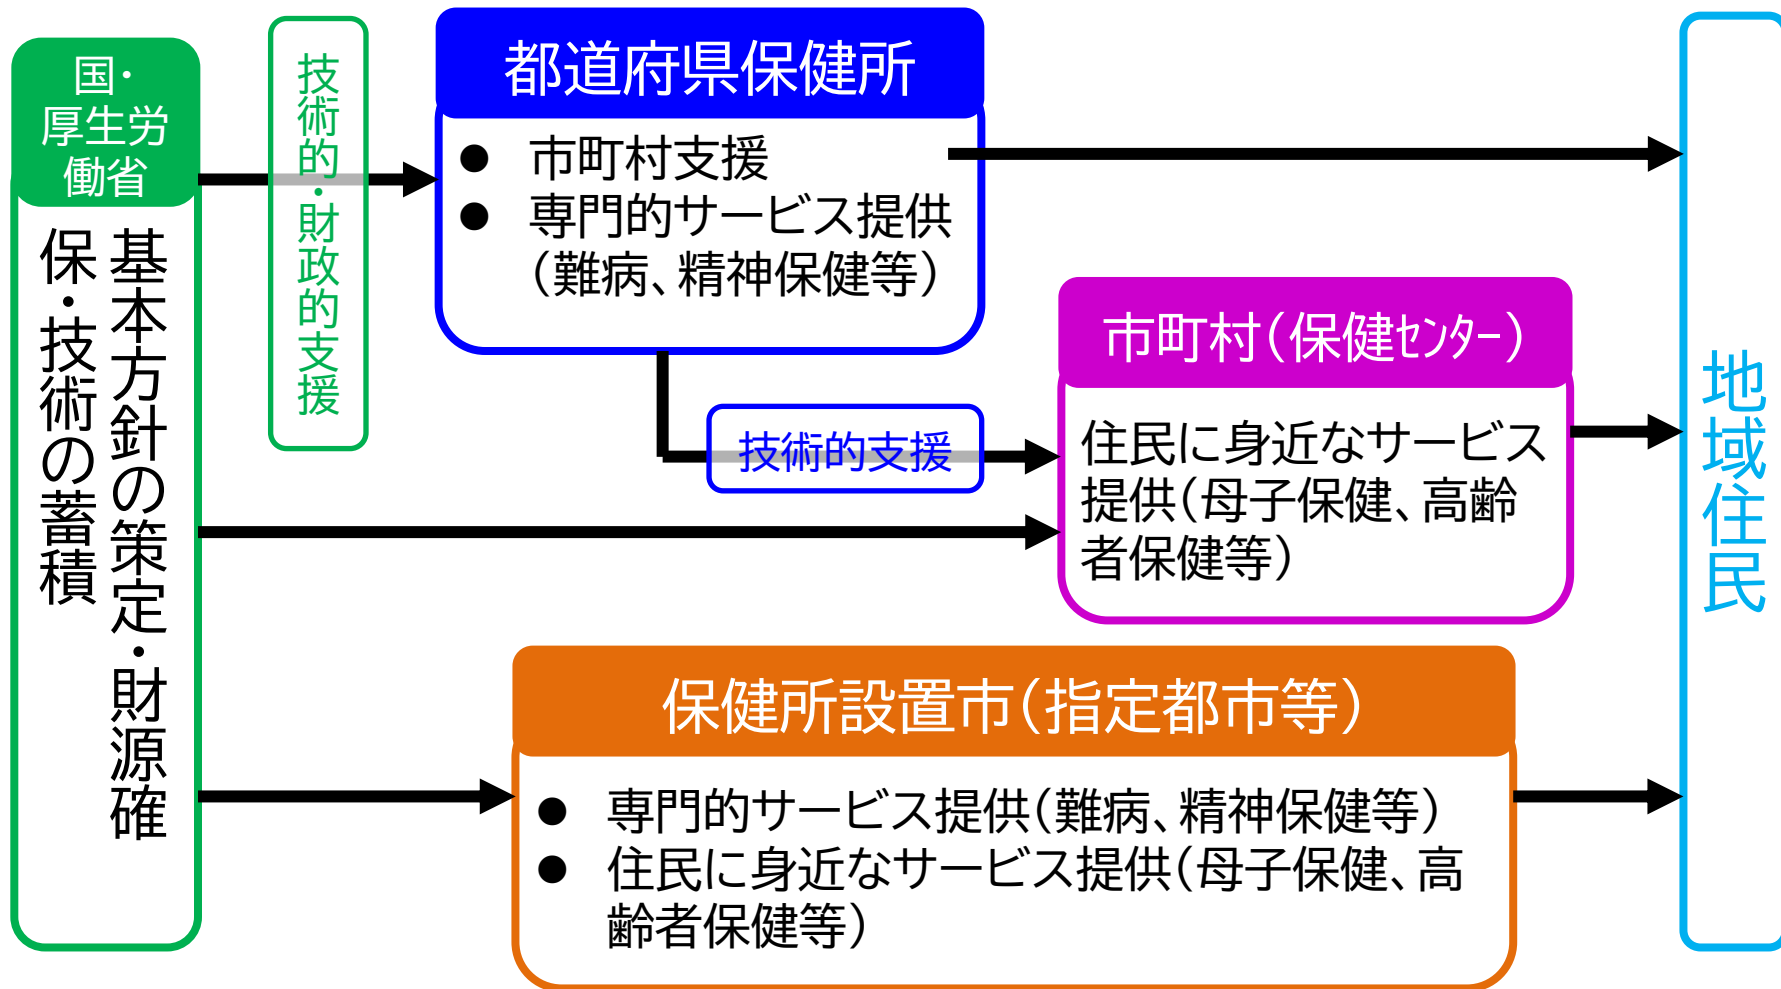 国・
厚生労
働省
基本方針の策定・財源確
保・技術の蓄積
技術的・財政的支援
都道府県保健所
● 市町村支援
● 専門的サービス提供
（難病、精神保健等）
技術的支援
市町村（保健ｾﾝﾀｰ）
住民に身近なサービス
提供（母子保健、高齢
者保健等）
保健所設置市（指定都市等）
● 専門的サービス提供（難病、精神保健等）
● 住民に身近なサービス提供（母子保健、高
齢者保健等）
地域住民